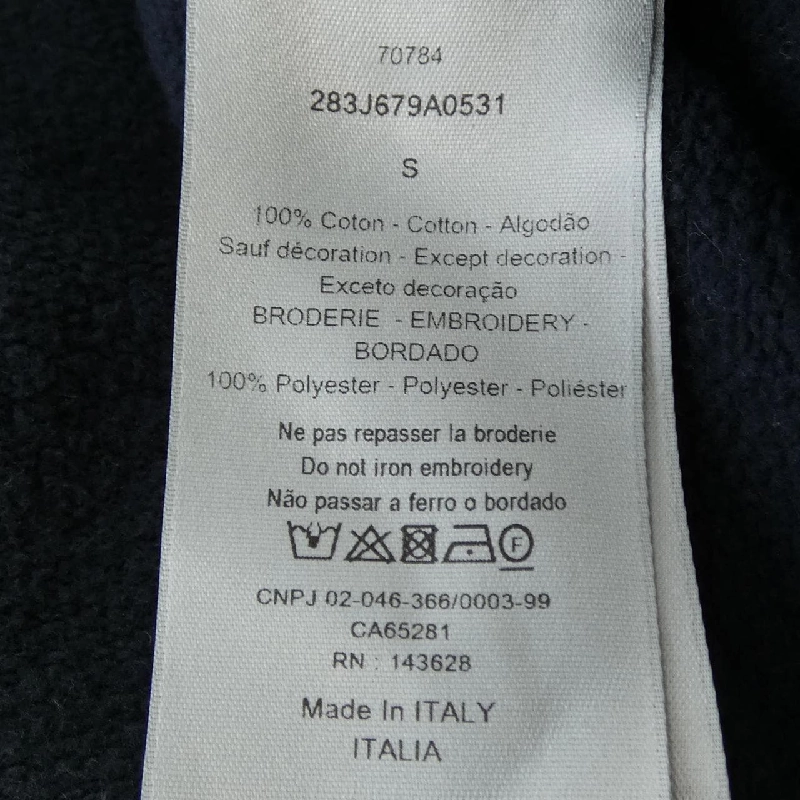 70784
283J679A0531
S
100% Coton - Cotton - Algodão
Sauf décoration - Except decoration -
Exceto decoração
BRODERIE - EMBROIDERY -
BORDADO
100% Polyester - Polyester - Poliéster
Ne pas repasser la broderie
Do not iron embroidery
Não passar a ferro o bordado
F
CNPJ 02-046-366/0003-99
CA65281
RN : 143628
Made In ITALY
ITALIA